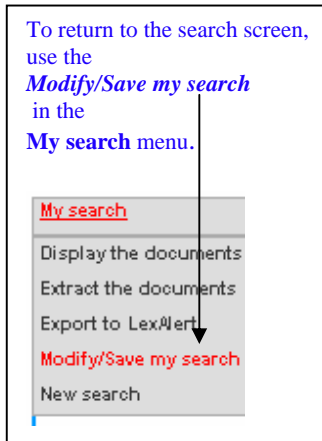 To return to the search screen,
use the
Modify/Save my search
in the
My search menu.
My search
Display the documents
Extract the documents
Export to LexAlert
Modify/Save my search
New search